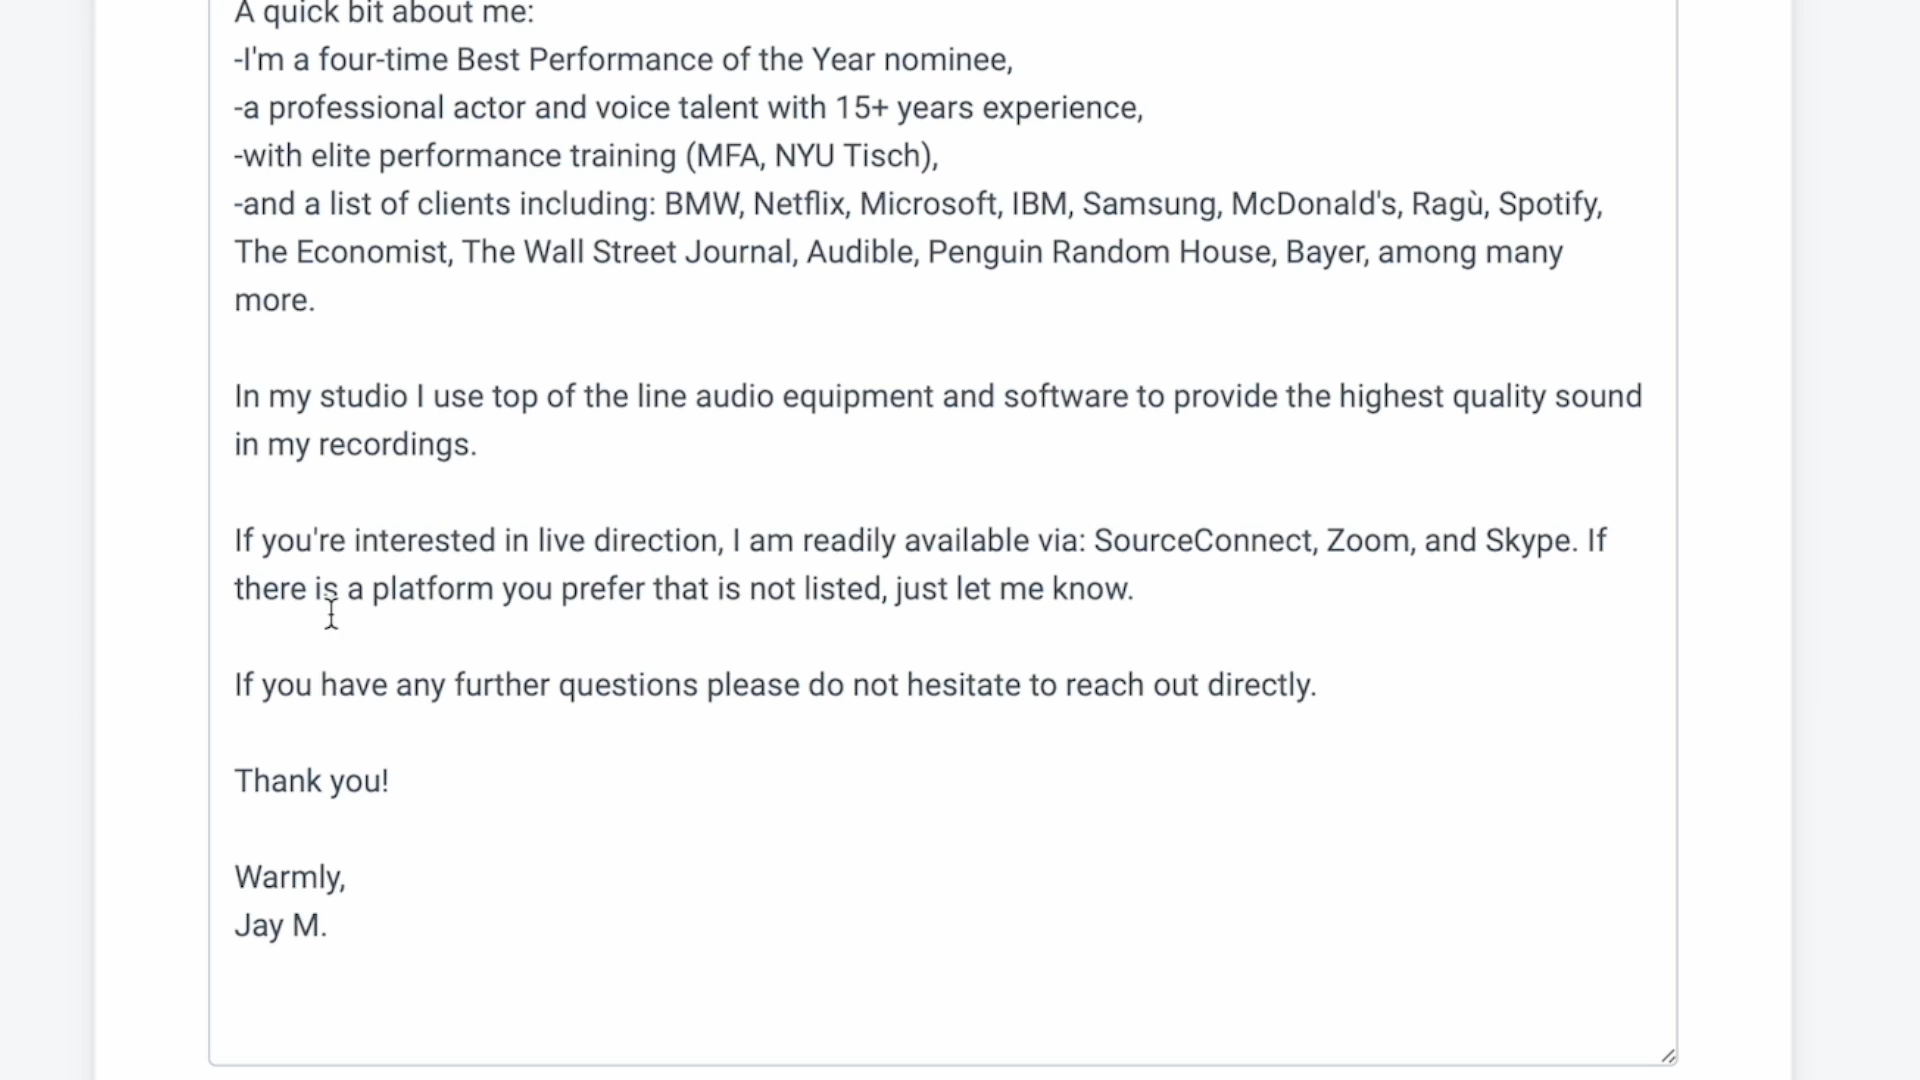 A quick bit about me:
-I'm a four-time Best Performance of the Year nominee,
-a professional actor and voice talent with 15+ years experience,
-with elite performance training (MFA, NYU Tisch),
-and a list of clients including: BMW, Netflix, Microsoft, IBM, Samsung, McDonald's, Ragù, Spotify,
The Economist, The Wall Street Journal, Audible, Penguin Random House, Bayer, among many
more.
In my studio I use top of the line audio equipment and software to provide the highest quality sound
in my recordings.
If you're interested in live direction, I am readily available via: SourceConnect, Zoom, and Skype. If
there is a platform you prefer that is not listed, just let me know.
If you have any further questions please do not hesitate to reach out directly.
Thank you!
Warmly,
Jay M.